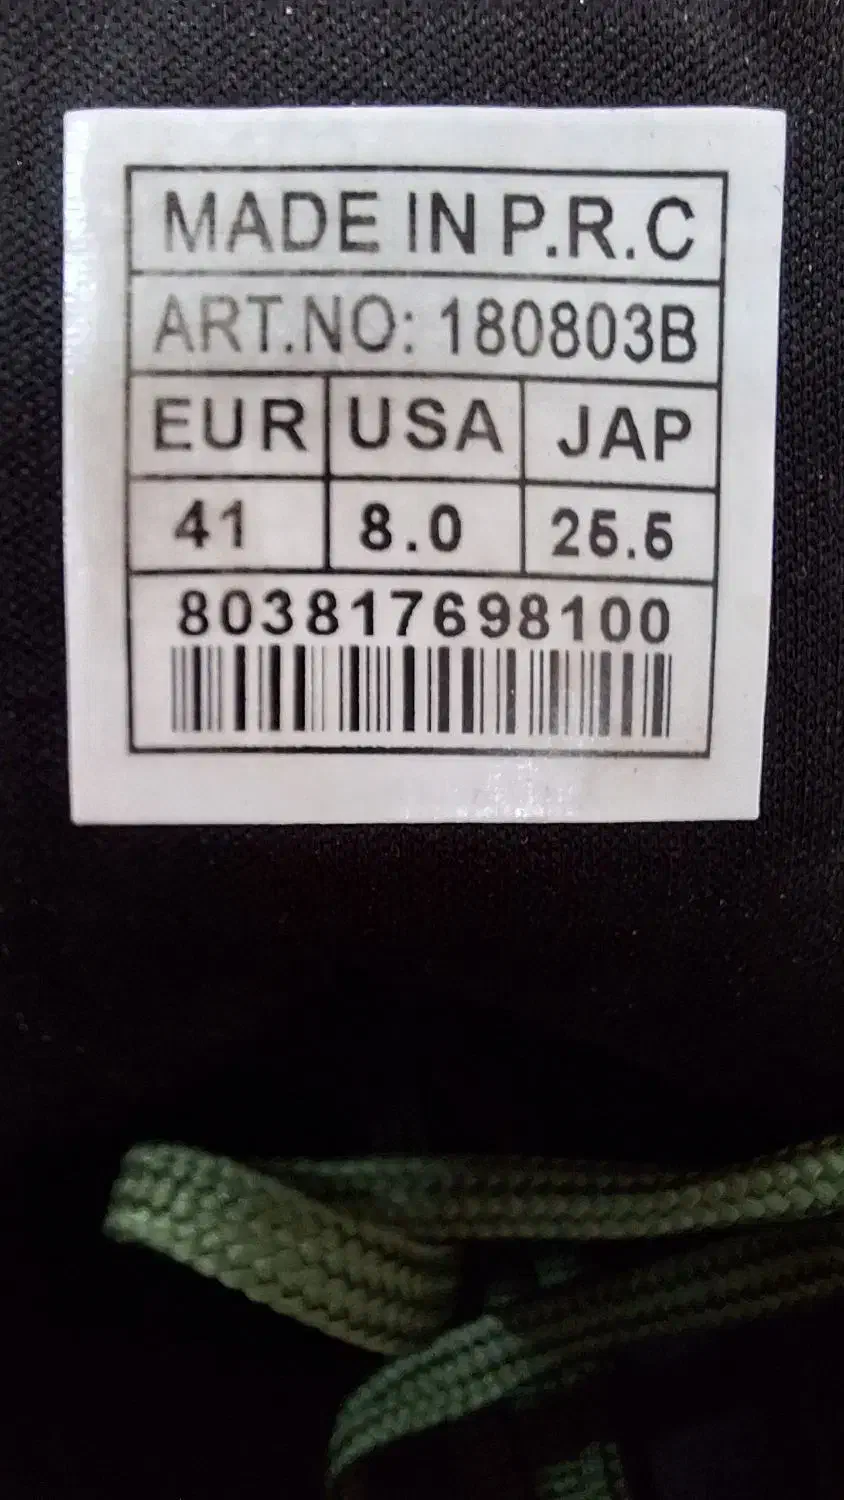 MADE IN P.R.C
ART.NO: 180803B
EUR USA JAP
41 8.0 25.5
803817698100